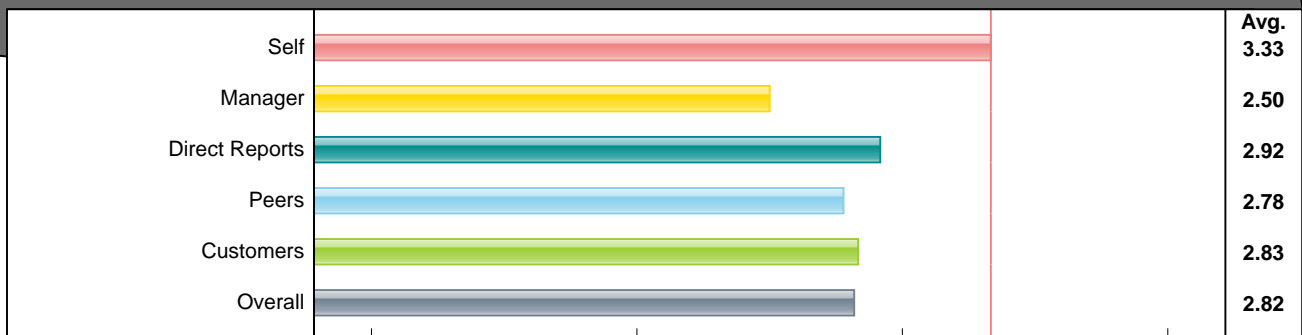 Avg.
Self 3.33
Manager 2.50
Direct Reports 2.92
Peers 2.78
Customers 2.83
Overall 2.82